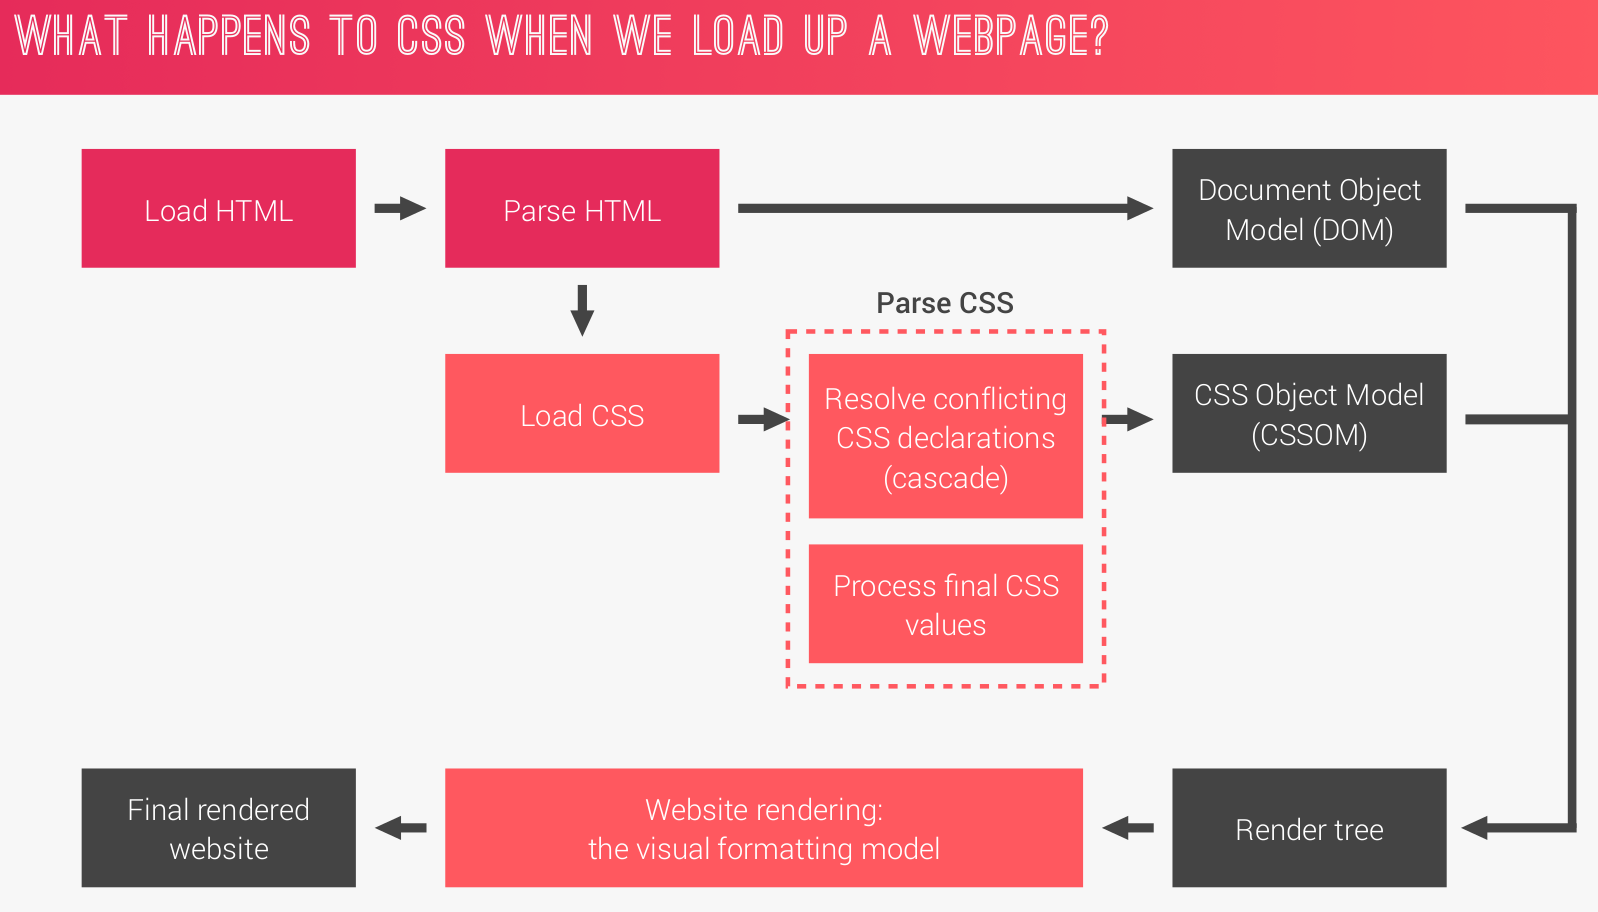 WHAT HAPPENS TO CSS WHEN WE LOAD UP A WEBPAGE?
Load HTML
Parse HTML
Document Object
Model (DOM)
Parse CSS
Load CSS
Resolve conflicting
CSS declarations
(cascade)
CSS Object Model
(CSSOM)
Process final CSS
values
Final rendered
website
Website rendering:
the visual formatting model
Render tree